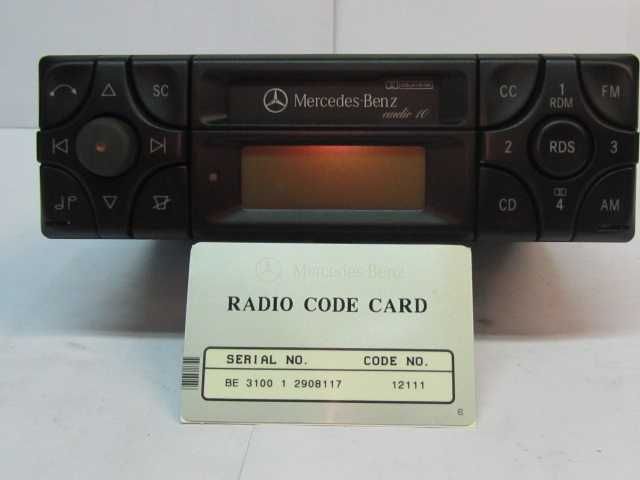 SC
Mercedes-Benz
audio 10
CC
1
RDM
FM
2
RDS
3
CD
4
AM
Mercedes-Benz
RADIO CODE CARD
SERIAL NO. CODE NO.
BE 3100 1 2908117 12111
6